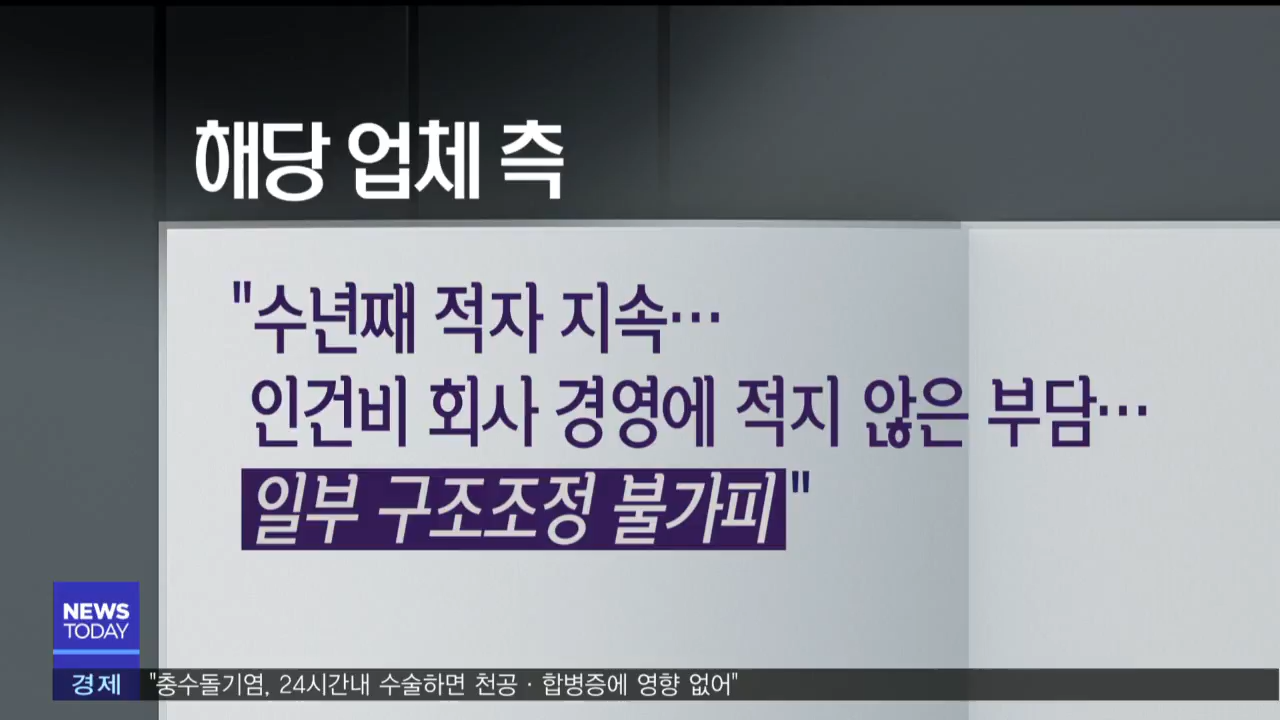 해당 업체 측
"수년째 적자 지속…
인건비 회사 경영에 적지 않은 부담…
일부 구조조정 불가피"
NEWS
TODAY
경제 "충수돌기염, 24시간내 수술하면 천공·합병증에 영향 없어"